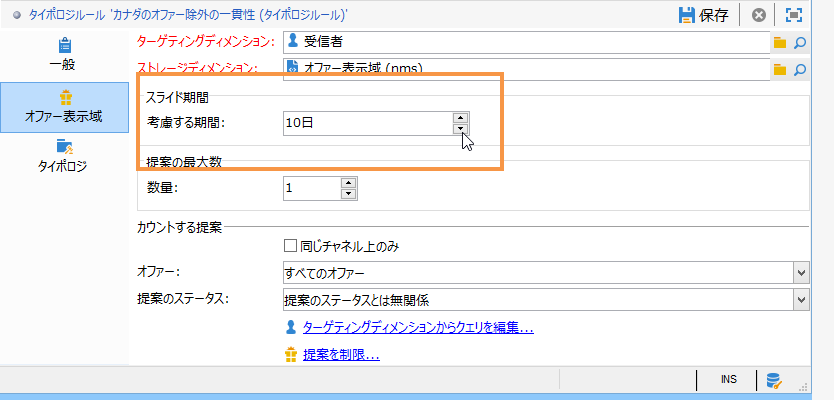 タイポロジルール 'カナダのオファー除外の一貫性 (タイポロジルール)'
保存
一般
オファー表示域
タイポロジ
ターゲティングディメンション:
受信者
ストレージディメンション:
オファー表示域 (nms)
スライド期間
考慮する期間:
10日
提案の最大数
数量:
1
カウントする提案
同じチャネル上のみ
オファー:
すべてのオファー
提案のステータス:
提案のステータスとは無関係
ターゲティングディメンションからクエリを編集...
提案を制限...
INS